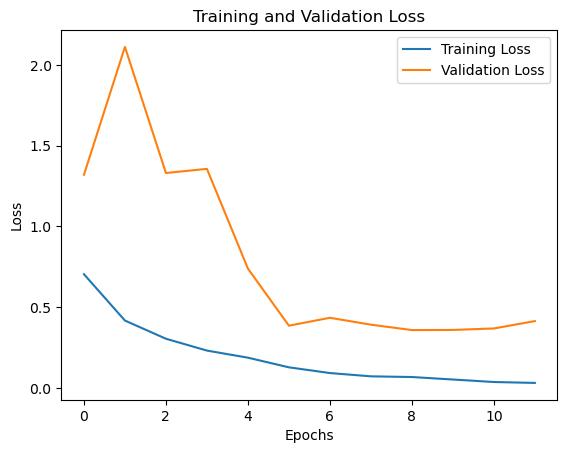 Training and Validation Loss
Training Loss
Validation Loss
Loss
2.0
1.5
1.0
0.5
0.0
0 2 4 6 8 10
Epochs